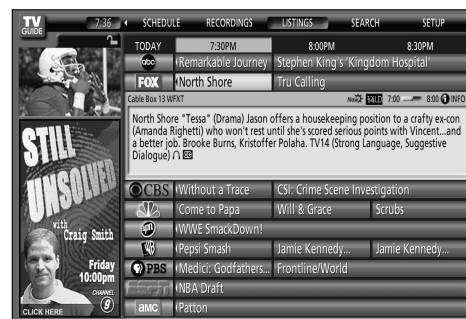 TV GUIDE 7:36 SCHEDULE RECORDINGS LISTINGS SEARCH SETUP
TODAY 7:30PM 8:00PM 8:30PM
abc Remarkable Journey Stephen King's 'Kingdom Hospital'
FOX North Shore Tru Calling
Cable Box 13 WFXT New 7:00 8:00 INFO
North Shore "Tessa" (Drama) Jason offers a housekeeping position to a crafty ex-con
(Amanda Righetti) who won't rest until she's scored serious points with Vincent...and
a better job. Brooke Burns, Kristoffer Polaha. TV14 (Strong Language, Suggestive
Dialogue) CC
CBS Without a Trace CSI: Crime Scene Investigation
Come to Papa Will & Grace Scrubs
upn WWE SmackDown!
WB Pepsi Smash Jamie Kennedy... Jamie Kennedy...
PBS Medici: Godfathers... Frontline/World
ESPN NBA Draft
amc Patton
STILL
UNSOLVED
with
Craig Smith
Friday
10:00pm
CHANNEL
9
CLICK HERE